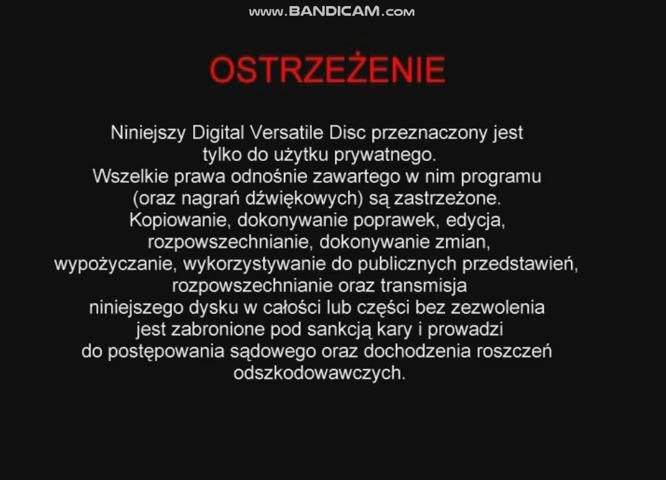 www.BANDICAM.com
OSTRZEŻENIE
Niniejszy Digital Versatile Disc przeznaczony jest
tylko do użytku prywatnego.
Wszelkie prawa odnośnie zawartego w nim programu
(oraz nagrań dźwiękowych) są zastrzeżone.
Kopiowanie, dokonywanie poprawek, edycja,
rozpowszechnianie, dokonywanie zmian,
wypożyczanie, wykorzystywanie do publicznych przedstawień,
rozpowszechnianie oraz transmisja
niniejszego dysku w całości lub części bez zezwolenia
jest zabronione pod sankcją kary i prowadzi
do postępowania sądowego oraz dochodzenia roszczeń
odszkodowawczych.